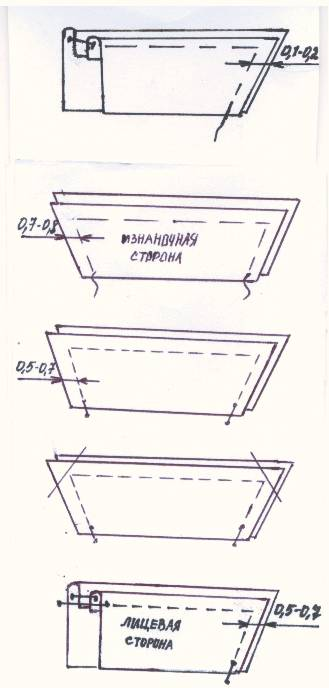 0,1-0,2
0,7-0,8
ИЗНАНОЧНАЯ
СТОРОНА
0,5-0,7
ЛИЦЕВАЯ
СТОРОНА
0,5-0,7